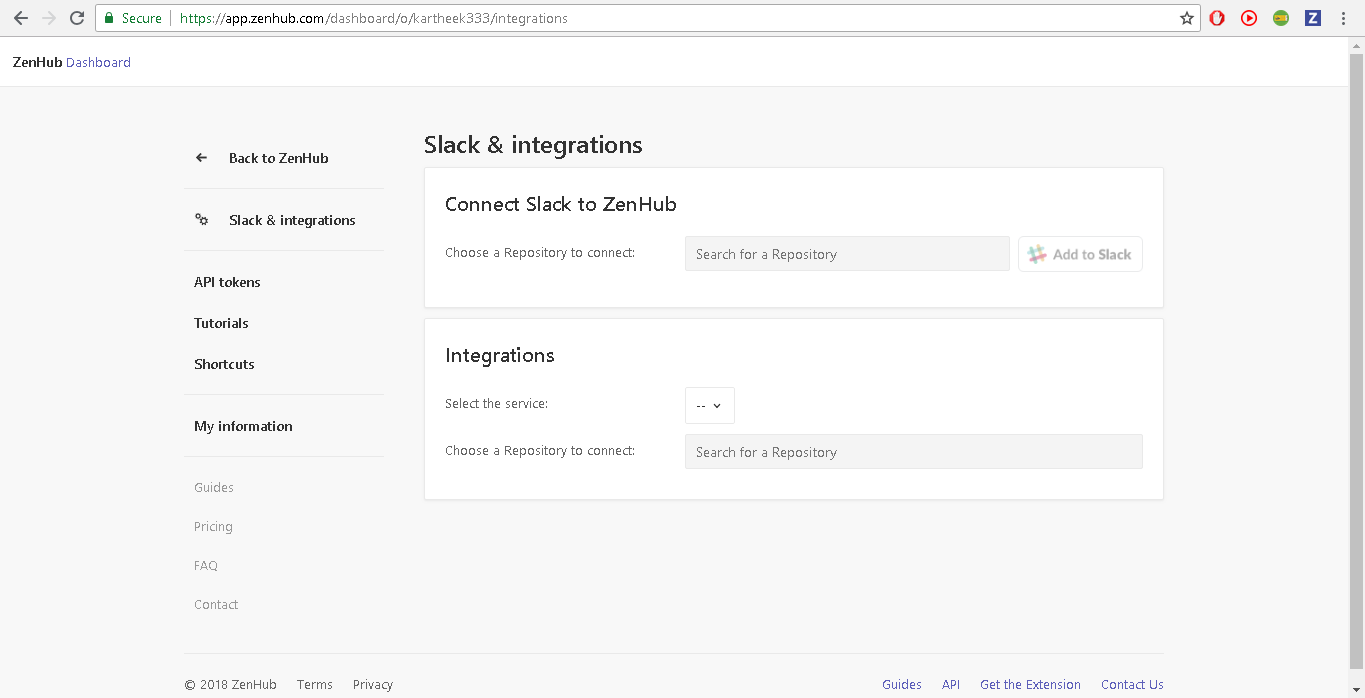 Secure https://app.zenhub.com/dashboard/o/kartheek333/integrations
Z
ZenHub Dashboard
Back to ZenHub
Slack & integrations
API tokens
Tutorials
Shortcuts
My information
Guides
Pricing
FAQ
Contact
Slack & integrations
Connect Slack to ZenHub
Choose a Repository to connect: Search for a Repository Add to Slack
Integrations
Select the service: --
Choose a Repository to connect: Search for a Repository
© 2018 ZenHub Terms Privacy Guides API Get the Extension Contact Us